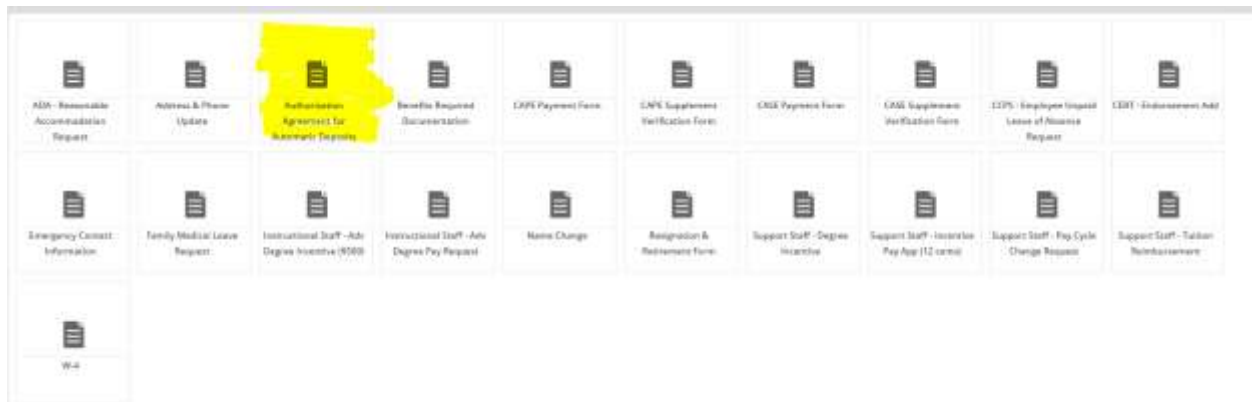 ADA - Reasonable
Accommodation
Request
Address & Phone
Update
Authorization
Agreement for
Automatic Deposits
Benefits Required
Documentation
CAPE Payment Form
CAPE Supplement
Verification Form
CASE Payment Form
CASE Supplement
Verification Form
CCPS - Employee Unpaid
Leave of Absence
Request
CERT - Endorsement Add
Emergency Contact
Information
Family Medical Leave
Request
Instructional Staff - Adv
Degree Incentive
Instructional Staff - Adv
Degree Pay Request
Name Change
Resignation &
Retirement Form
Support Staff - Degree
Incentive
Support Staff - Incentive
Pay App (12
Support Staff - Pay Cycle
Change Request
Support Staff - Tuition
Reimbursement
W-4